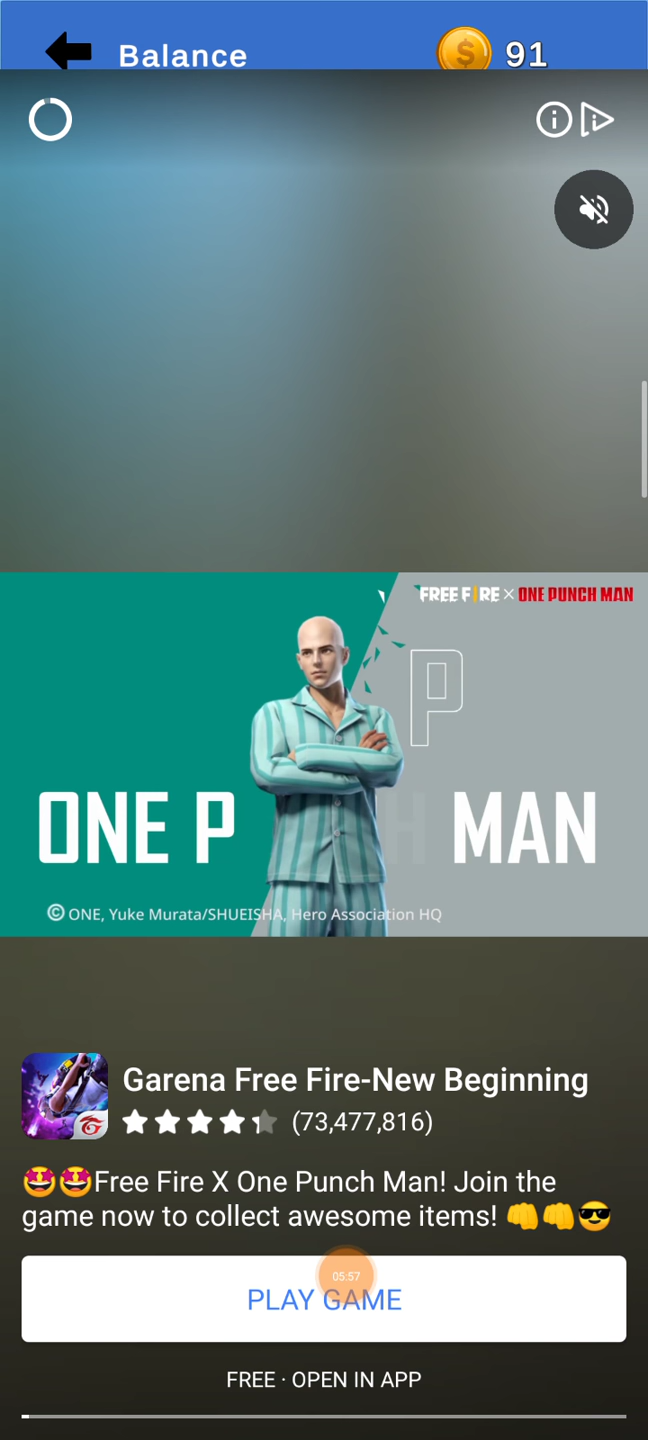 Balance
91
FREE FIRE × ONE PUNCH MAN
P
ONE P H MAN
© ONE, Yuke Murata/SHUEISHA, Hero Association HQ
Garena Free Fire-New Beginning
(73,477,816)
🤩🤩Free Fire X One Punch Man! Join the
game now to collect awesome items! 👊👊😎
05:57
PLAY GAME
FREE · OPEN IN APP